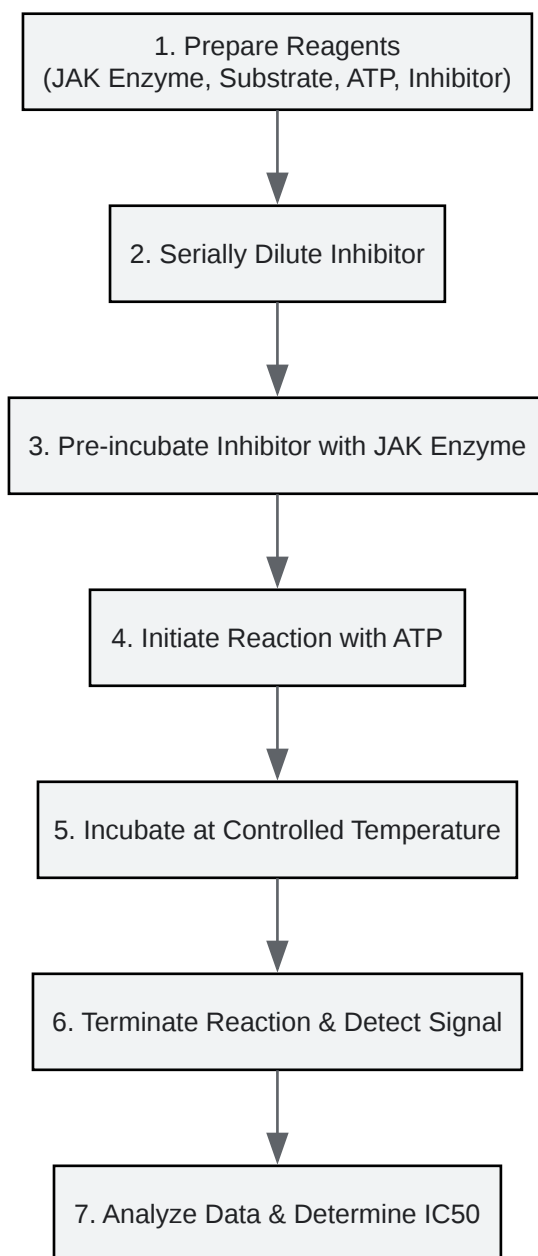 1. Prepare Reagents
(JAK Enzyme, Substrate, ATP, Inhibitor)
2. Serially Dilute Inhibitor
3. Pre-incubate Inhibitor with JAK Enzyme
4. Initiate Reaction with ATP
5. Incubate at Controlled Temperature
6. Terminate Reaction & Detect Signal
7. Analyze Data & Determine IC50